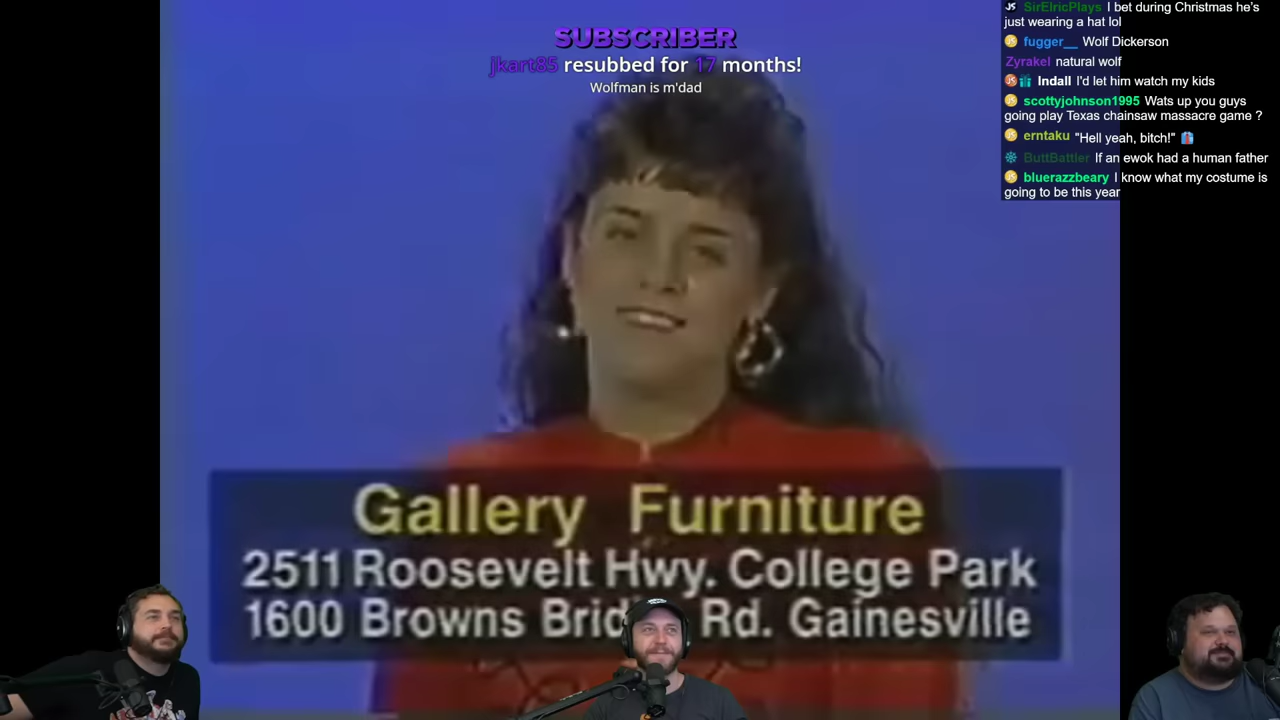 SUBSCRIBER
jkart85 resubbed for 17 months!
Wolfman is m'dad
SirElricPlays I bet during Christmas he's
just wearing a hat lol
fugger__ Wolf Dickerson
Zyrakel natural wolf
Indall I'd let him watch my kids
scottyjohnson1995 Wats up you guys
going play Texas chainsaw massacre game ?
erntaku "Hell yeah, bitch!"
ButtBattler If an ewok had a human father
bluerazzbeary I know what my costume is
going to be this year
Gallery Furniture
2511 Roosevelt Hwy. College Park
1600 Browns Rd. Gainesville